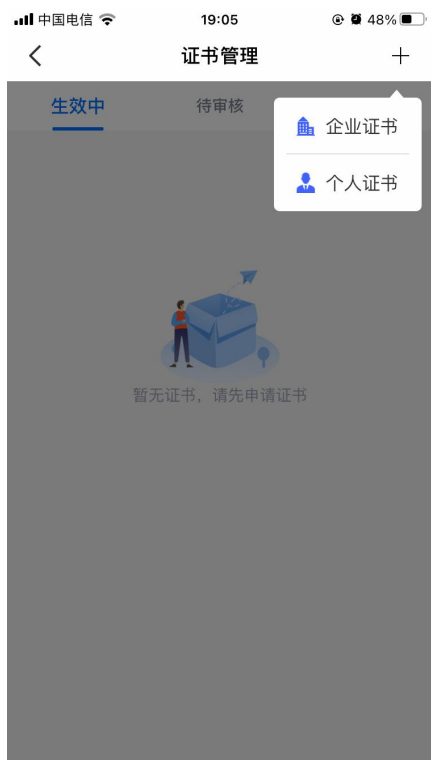 中国电信 19:05 48%
证书管理
生效中 待审核
企业证书
个人证书
暂无证书，请先申请证书